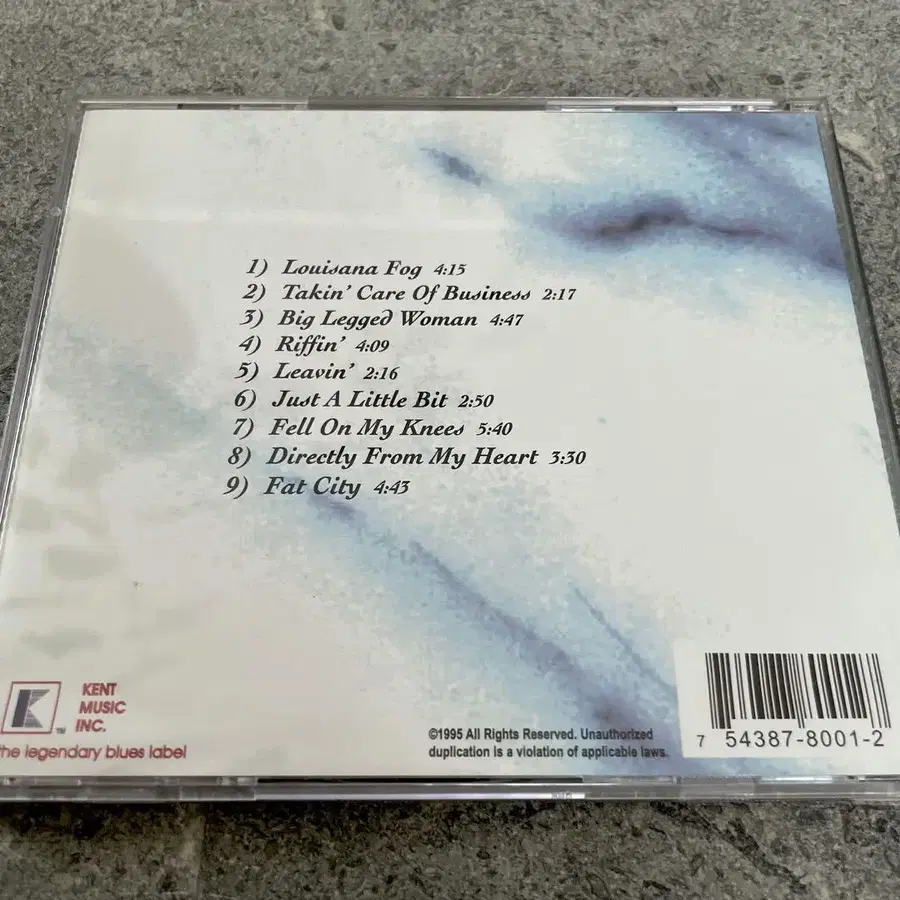 1) Louisana Fog 4:15
2) Takin' Care Of Business 2:17
3) Big Legged Woman 4:47
4) Riffin' 4:09
5) Leavin' 2:16
6) Just A Little Bit 2:50
7) Fell On My Knees 5:40
8) Directly From My Heart 3:30
9) Fat City 4:43
K™
KENT
MUSIC
INC.
the legendary blues label
©1995 All Rights Reserved. Unauthorized
duplication is a violation of applicable laws.
7 54387-8001-2